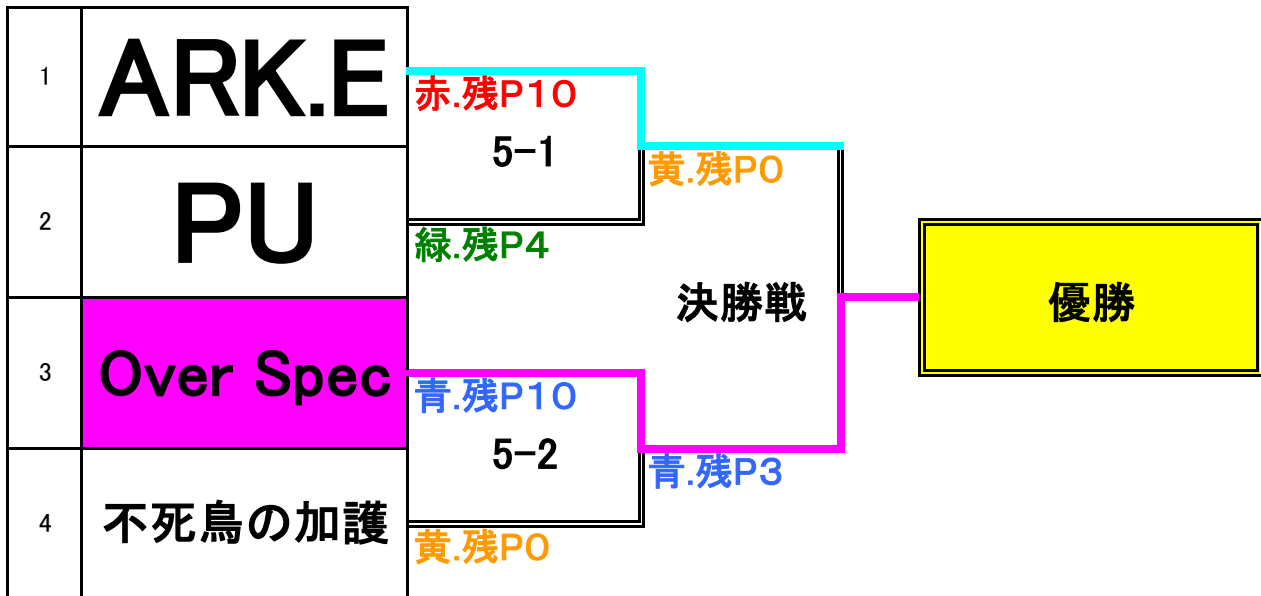 1
ARK.E
赤.残P10
5-1
黄.残P0
2
PU
緑.残P4
決勝戦
優勝
3
Over Spec
青.残P10
5-2
青.残P3
4
不死鳥の加護
黄.残P0